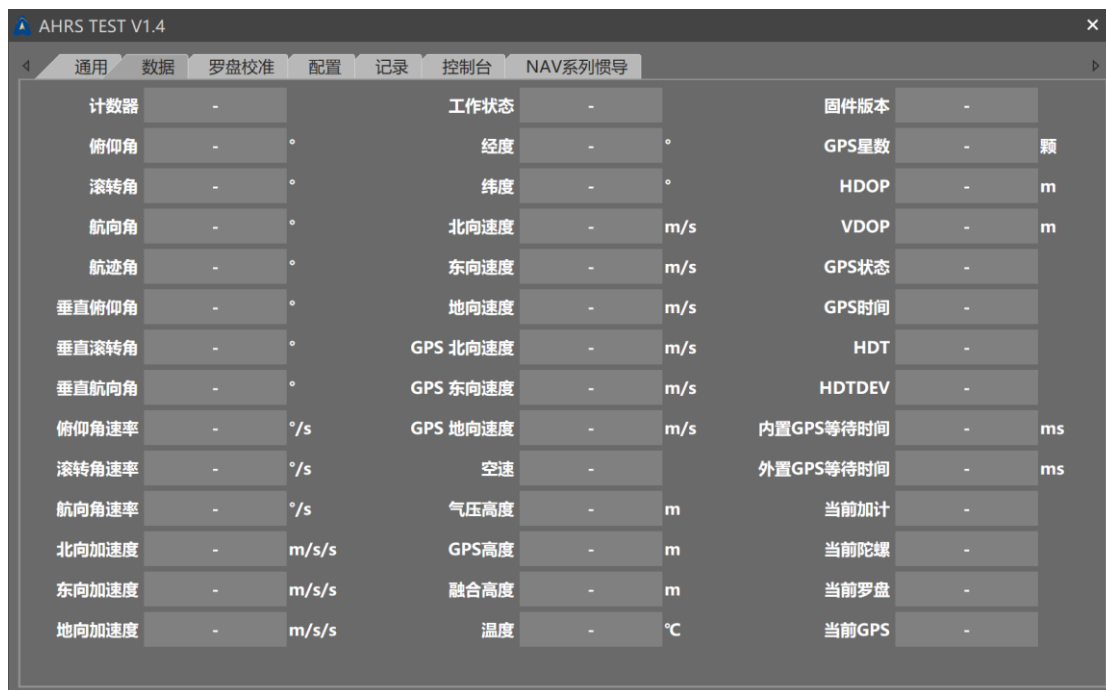 AHRS TEST V1.4 ×
通用 数据 罗盘校准 配置 记录 控制台 NAV系列惯导
计数器 - 工作状态 - 固件版本 -
俯仰角 - ° 经度 - ° GPS星数 - 颗
滚转角 - ° 纬度 - ° HDOP - m
航向角 - ° 北向速度 - m/s VDOP - m
航迹角 - ° 东向速度 - m/s GPS状态 -
垂直俯仰角 - ° 地向速度 - m/s GPS时间 -
垂直滚转角 - ° GPS 北向速度 - m/s HDT -
垂直航向角 - ° GPS 东向速度 - m/s HDTDEV -
俯仰角速率 - °/s GPS 地向速度 - m/s 内置GPS等待时间 - ms
滚转角速率 - °/s 空速 - 外置GPS等待时间 - ms
航向角速率 - °/s 气压高度 - m 当前加计 -
北向加速度 - m/s/s GPS高度 - m 当前陀螺 -
东向加速度 - m/s/s 融合高度 - m 当前罗盘 -
地向加速度 - m/s/s 温度 - ℃ 当前GPS -